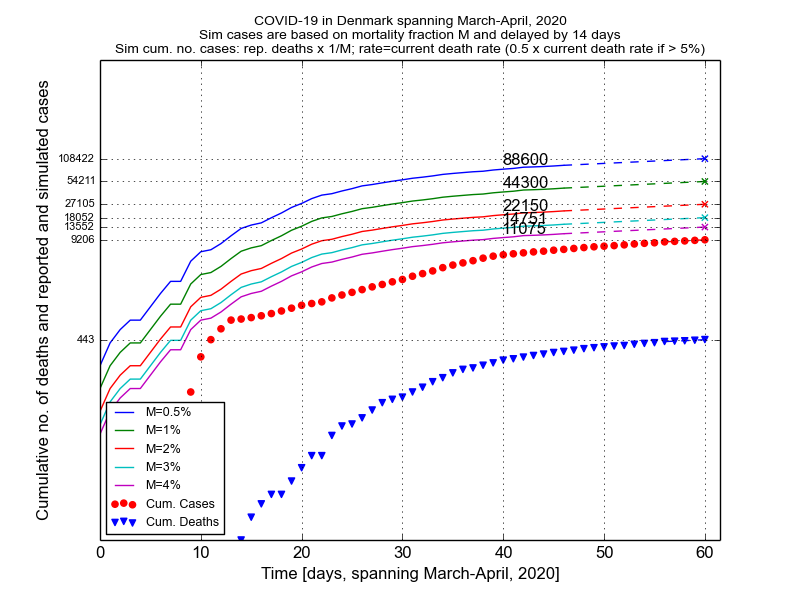 COVID-19 in Denmark spanning March-April, 2020
Sim cases are based on mortality fraction M and delayed by 14 days
Sim cum. no. cases: rep. deaths x 1/M; rate=current death rate (0.5 x current death rate if > 5%)
Cumulative no. of deaths and reported and simulated cases
108422
54211
27105
18052
13552
9206
443
88600
44300
22150
14751
11075
M=0.5%
M=1%
M=2%
M=3%
M=4%
Cum. Cases
Cum. Deaths
0 10 20 30 40 50 60
Time [days, spanning March-April, 2020]